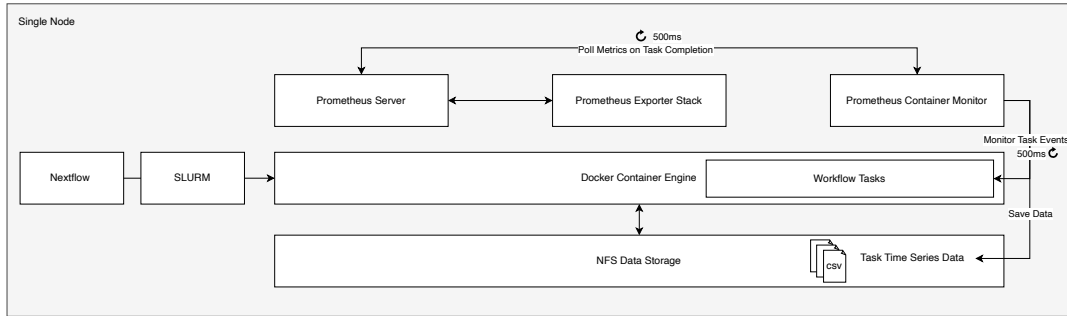 Single Node
500ms
Poll Metrics on Task Completion
Prometheus Server
Prometheus Exporter Stack
Prometheus Container Monitor
Monitor Task Events
500ms
Nextflow
SLURM
Docker Container Engine
Workflow Tasks
Save Data
NFS Data Storage
CSV
Task Time Series Data